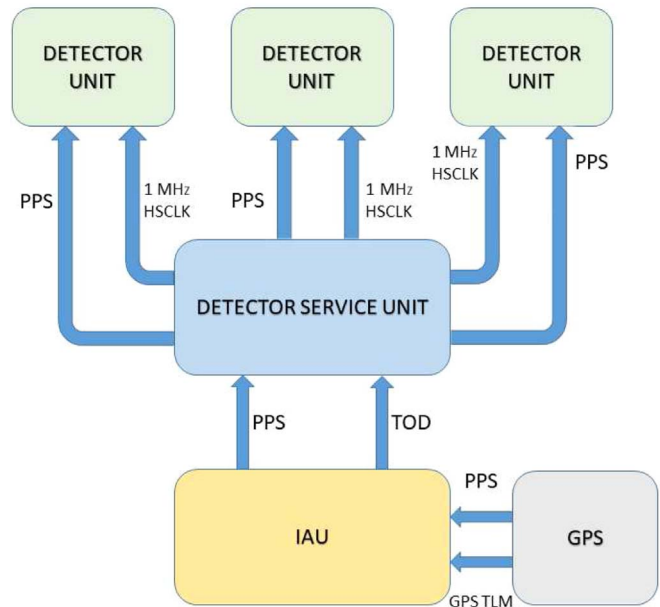 DETECTOR
UNIT
DETECTOR
UNIT
DETECTOR
UNIT
PPS
1 MHz
HSCLK
PPS
1 MHz
HSCLK
1 MHz
HSCLK
PPS
DETECTOR SERVICE UNIT
PPS
TOD
IAU
PPS
GPS TLM
GPS